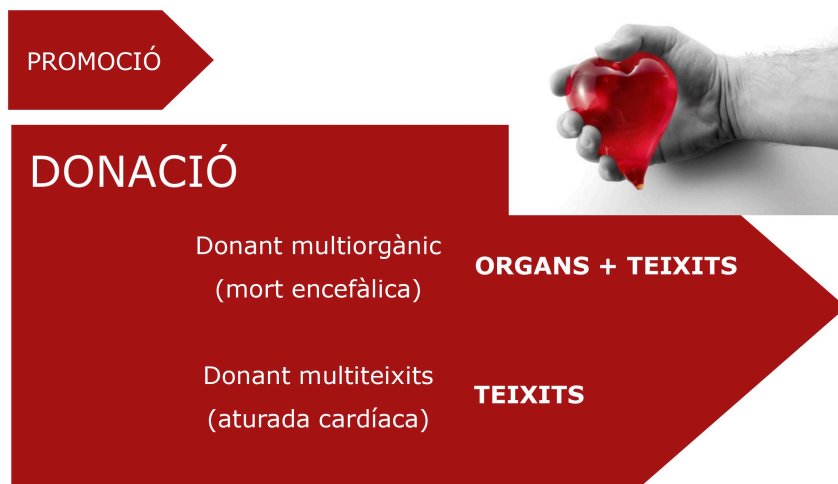 PROMOCIÓ
DONACIÓ
Donant multiorgànic
(mort encefàlica)
ORGANS + TEIXITS
Donant multiteixits
(aturada cardíaca)
TEIXITS